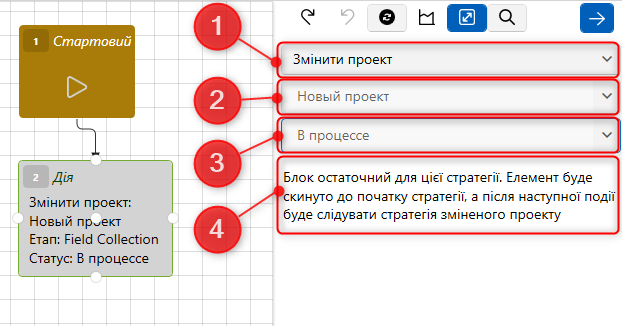 1 Стартовий
2 Дія
Змінити проект:
Новый проект
Етап: Field Collection
Статус: В процессе
1
Змінити проект
2
Новый проект
3
В процессе
4
Блок остаточний для цієї стратегії. Елемент буде
скинуто до початку стратегії, а після наступної події
буде слідувати стратегія зміненого проекту